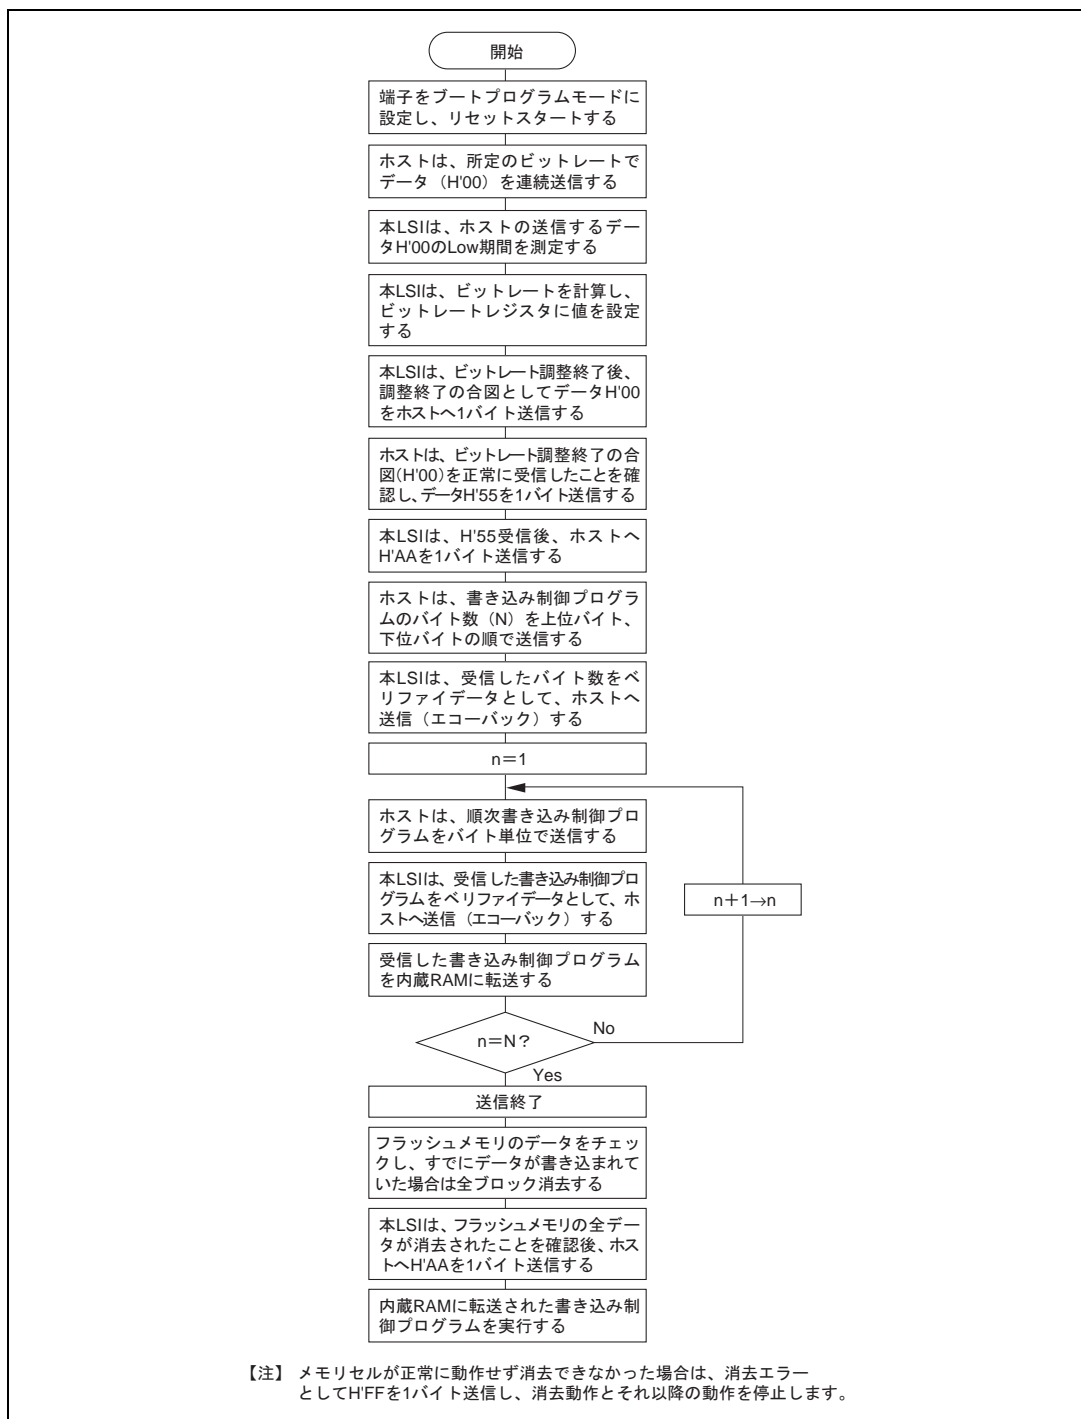 開始
端子をブートプログラムモードに
設定し、リセットスタートする
ホストは、所定のビットレートで
データ（H'00）を連続送信する
本LSIは、ホストの送信するデー
タH'00のLow期間を測定する
本LSIは、ビットレートを計算し、
ビットレートレジスタに値を設定
する
本LSIは、ビットレート調整終了後、
調整終了の合図としてデータH'00
をホストへ1バイト送信する
ホストは、ビットレート調整終了の合
図(H'00)を正常に受信したことを確
認し、データH'55を1バイト送信する
本LSIは、H'55受信後、ホストへ
H'AAを1バイト送信する
ホストは、書き込み制御プログラ
ムのバイト数（N）を上位バイト、
下位バイトの順で送信する
本LSIは、受信したバイト数をベ
リファイデータとして、ホストへ
送信（エコーバック）する
n＝1
ホストは、順次書き込み制御プロ
グラムをバイト単位で送信する
本LSIは、受信した書き込み制御プロ
グラムをベリファイデータとして、ホ
ストへ送信（エコーバック）する
n＋1→n
受信した書き込み制御プログラム
を内蔵RAMに転送する
n＝N？
No
Yes
送信終了
フラッシュメモリのデータをチェッ
クし、すでにデータが書き込まれて
いた場合は全ブロック消去する
本LSIは、フラッシュメモリの全デー
タが消去されたことを確認後、ホス
トへH'AAを1バイト送信する
内蔵RAMに転送された書き込み制
御プログラムを実行する
【注】 メモリセルが正常に動作せず消去できなかった場合は、消去エラー
としてH'FFを1バイト送信し、消去動作とそれ以降の動作を停止します。